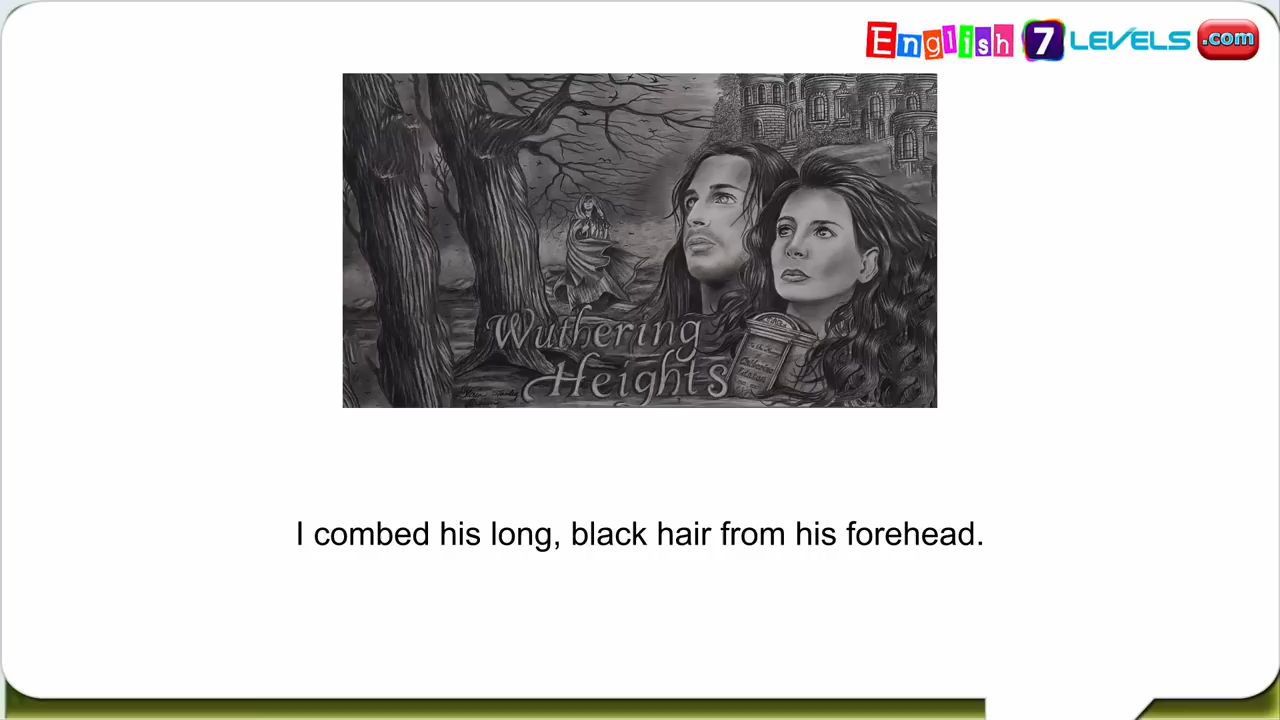 English 7 LEVELS .com
Wuthering
Heights
I combed his long, black hair from his forehead.